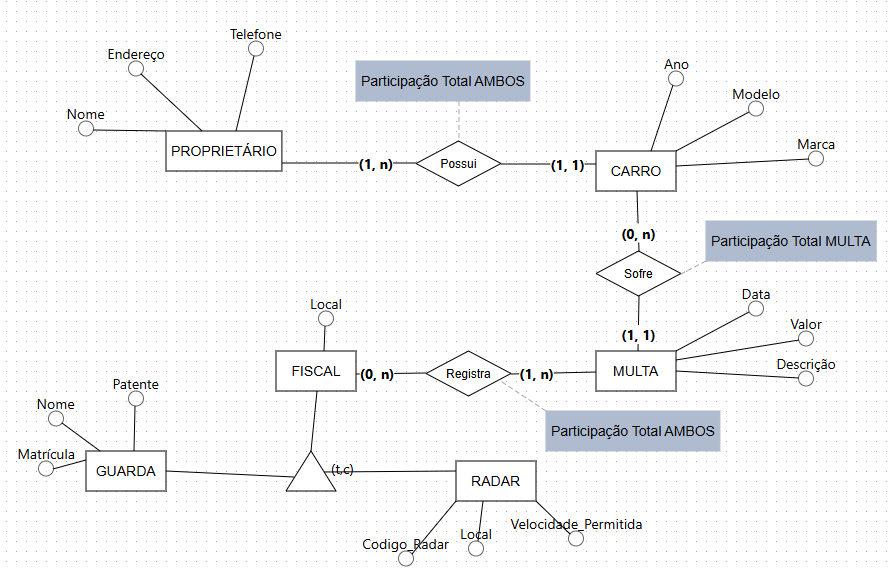 Telefone
Endereço
Nome
PROPRIETÁRIO
Participação Total AMBOS
(1, n)
Possui
(1, 1)
Ano
Modelo
Marca
CARRO
(0, n)
Participação Total MULTA
Sofre
(1, 1)
Data
Valor
Descrição
MULTA
Local
FISCAL
(0, n)
Registra
(1, n)
Participação Total AMBOS
Patente
Nome
Matrícula
GUARDA
(t,c)
RADAR
Codigo_Radar
Local
Velocidade_Permitida